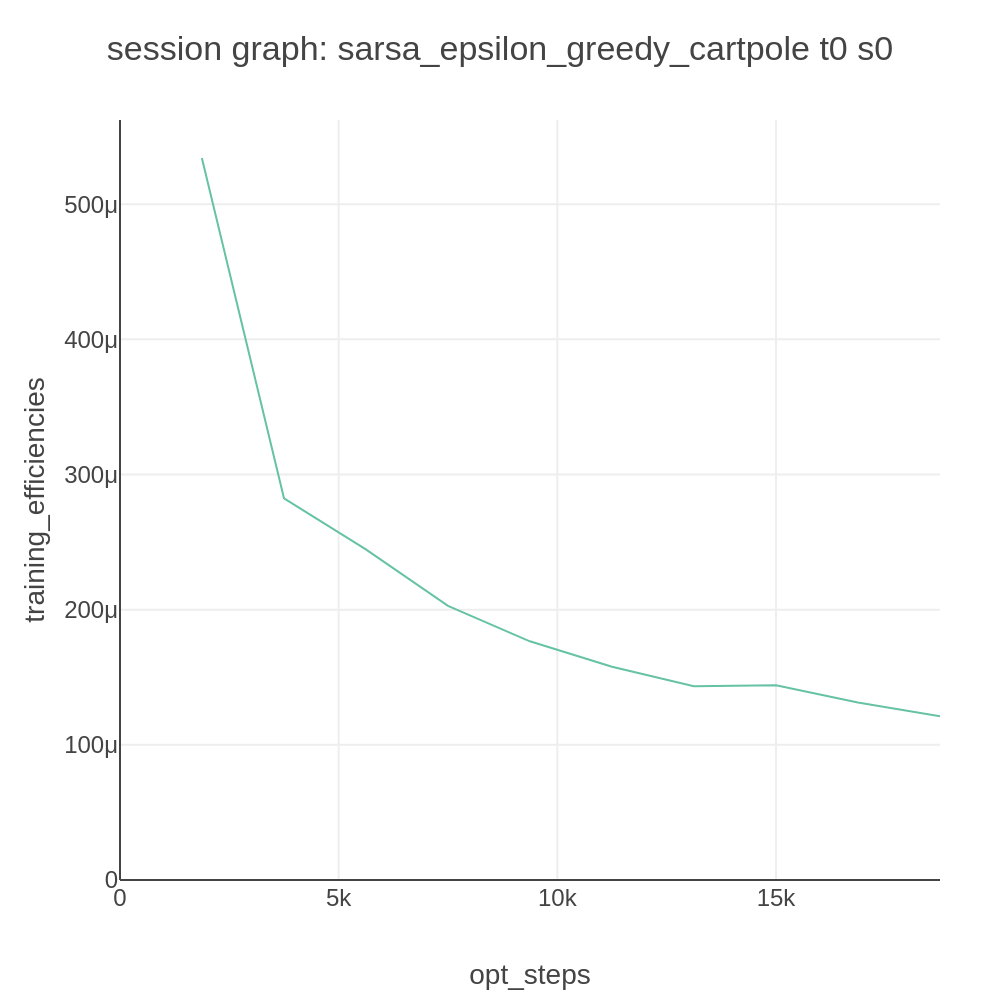 session graph: sarsa_epsilon_greedy_cartpole t0 s0
training_efficiencies
500μ
400μ
300μ
200μ
100μ
0
0
5k
10k
15k
opt_steps